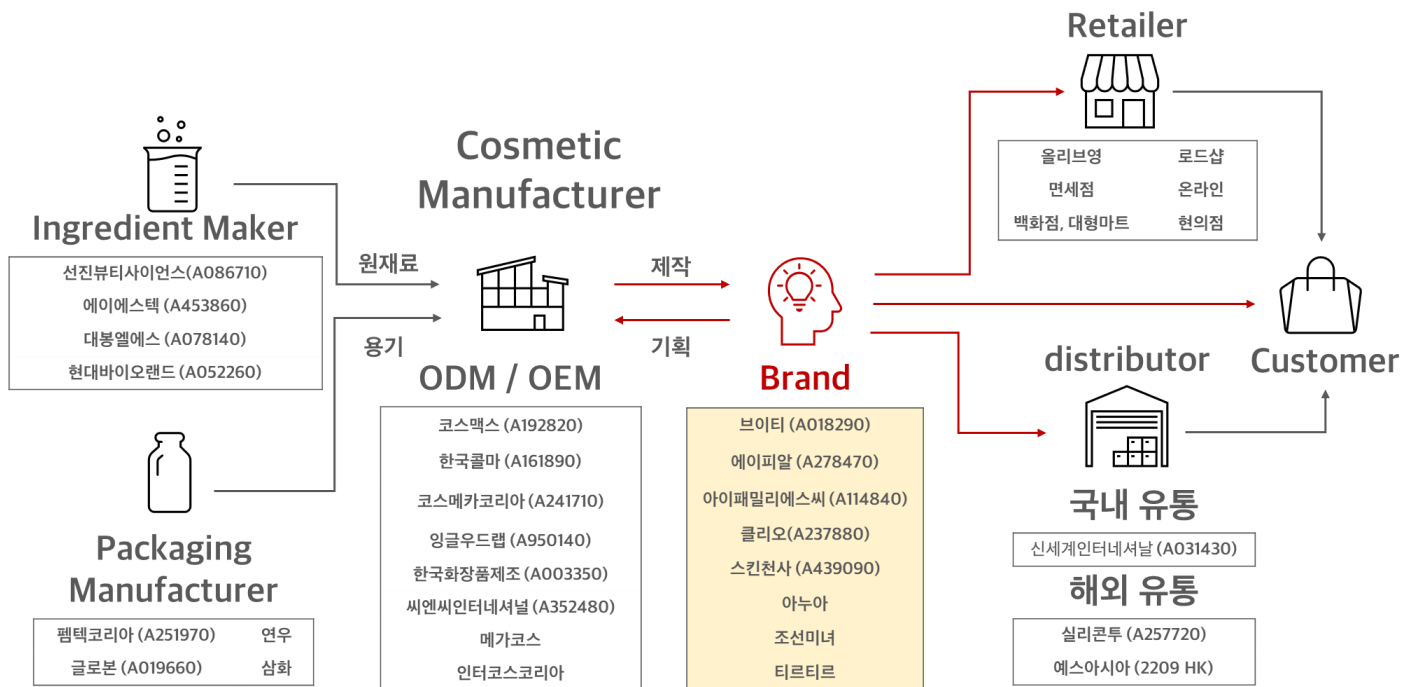 Retailer
올리브영 로드샵
면세점 온라인
백화점, 대형마트 현의점
Cosmetic
Manufacturer
Ingredient Maker
선진뷰티사이언스(A086710)
에이에스텍 (A453860)
대봉엘에스 (A078140)
현대바이오랜드 (A052260)
원재료
용기
제작
기획
ODM / OEM
코스맥스 (A192820)
한국콜마 (A161890)
코스메카코리아 (A241710)
잉글우드랩 (A950140)
한국화장품제조 (A003350)
씨엔씨인터네셔널 (A352480)
메가코스
인터코스코리아
Brand
브이티 (A018290)
에이피알 (A278470)
아이패밀리에스씨 (A114840)
클리오(A237880)
스킨천사 (A439090)
아누아
조선미녀
티르티르
distributor
Customer
국내 유통
신세계인터네셔날 (A031430)
해외 유통
실리콘투 (A257720)
예스아시아 (2209 HK)
Packaging
Manufacturer
펨텍코리아 (A251970) 연우
글로본 (A019660) 삼화